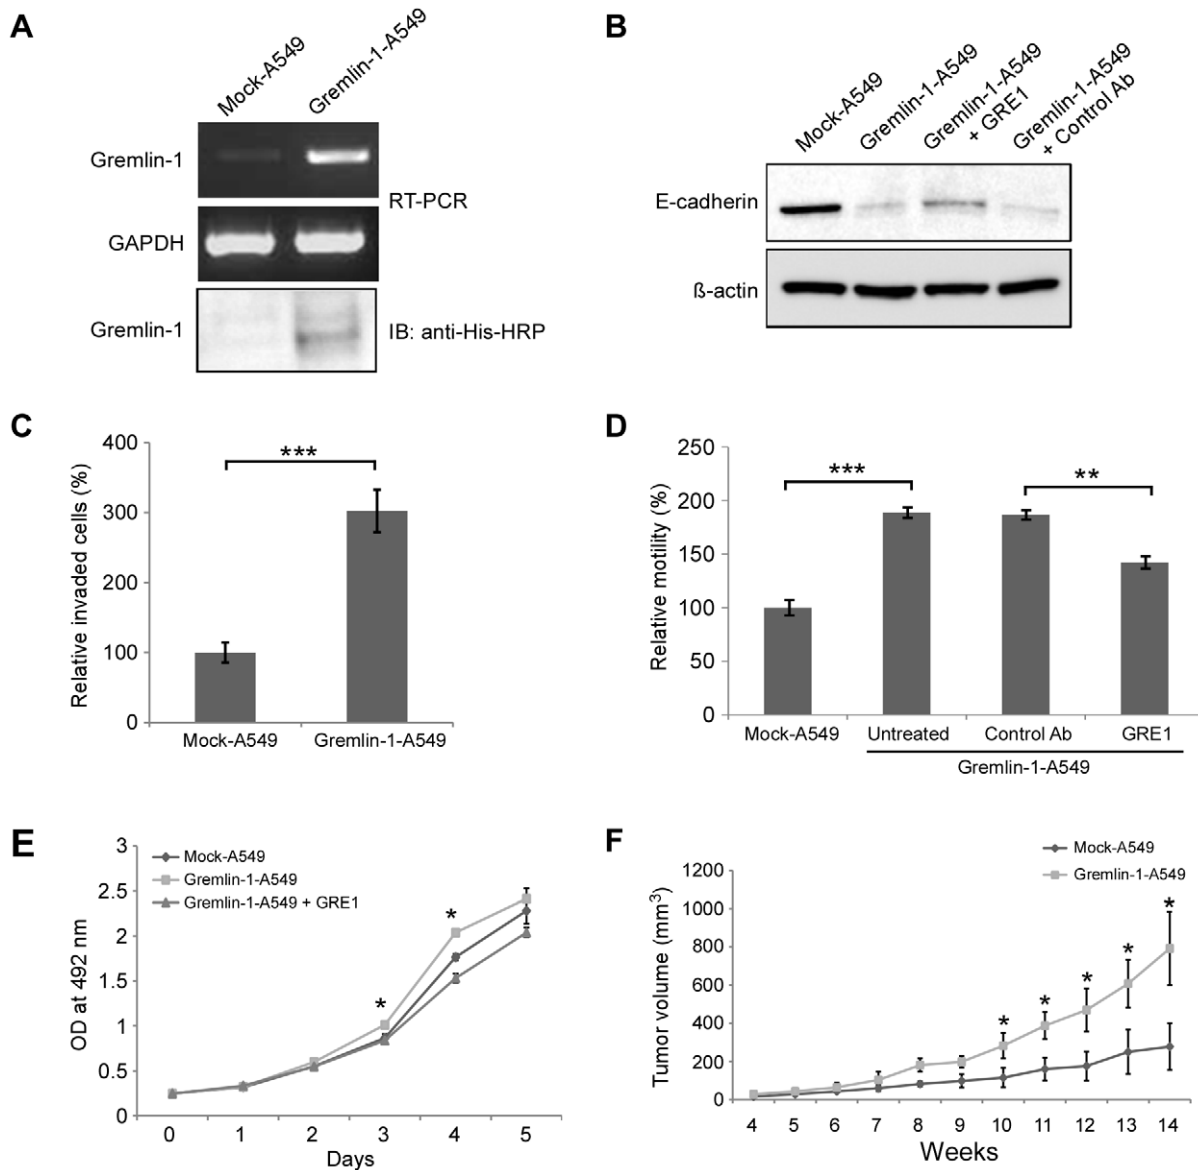 A
Mock-A549
Gremlin-1-A549
Gremlin-1
RT-PCR
GAPDH
Gremlin-1
IB: anti-His-HRP
B
Mock-A549
Gremlin-1-A549
Gremlin-1-A549
+ GRE1
Gremlin-1-A549
+ Control Ab
E-cadherin
ß-actin
C
Relative invaded cells (%)
400
300
200
100
0
***
Mock-A549
Gremlin-1-A549
D
Relative motility (%)
250
200
150
100
50
0
***
**
Mock-A549
Untreated
Control Ab
GRE1
Gremlin-1-A549
E
OD at 492 nm
3
2.5
2
1.5
1
0.5
0
Mock-A549
Gremlin-1-A549
Gremlin-1-A549 + GRE1
*
*
0 1 2 3 4 5
Days
F
Tumor volume (mm³)
1200
1000
800
600
400
200
0
Mock-A549
Gremlin-1-A549
* * * * *
4 5 6 7 8 9 10 11 12 13 14
Weeks